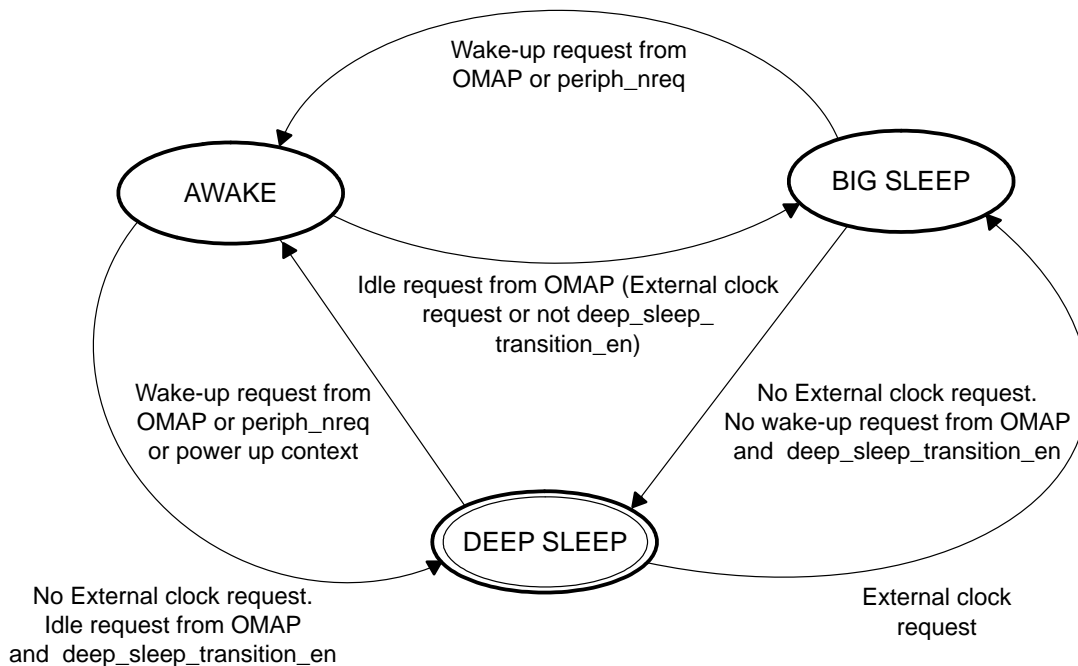 Wake-up request from
OMAP or periph_nreq
AWAKE
BIG SLEEP
Idle request from OMAP (External clock
request or not deep_sleep_
transition_en)
Wake-up request from
OMAP or periph_nreq
or power up context
No External clock request.
No wake-up request from OMAP
and deep_sleep_transition_en
DEEP SLEEP
No External clock request.
Idle request from OMAP
and deep_sleep_transition_en
External clock
request